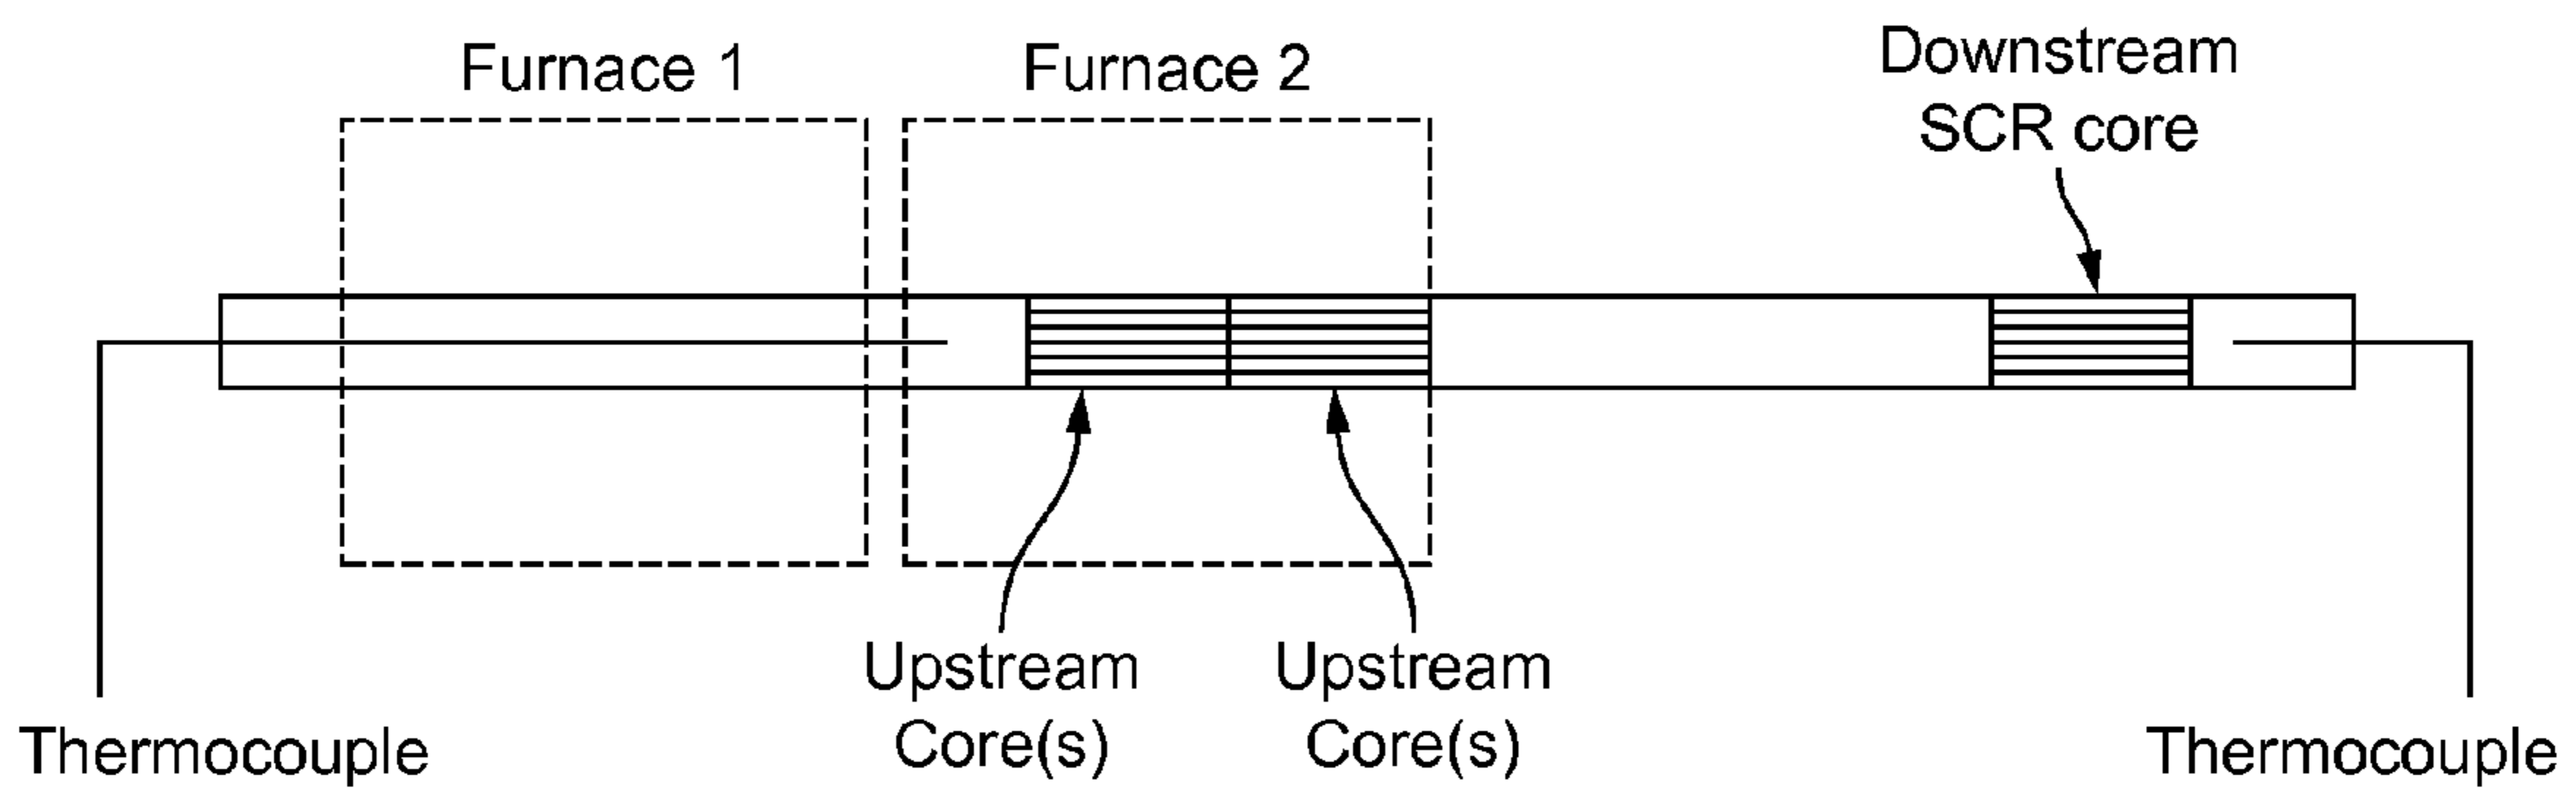 Furnace 1
Furnace 2
Downstream
SCR core
Upstream
Core(s)
Upstream
Core(s)
Thermocouple
Thermocouple